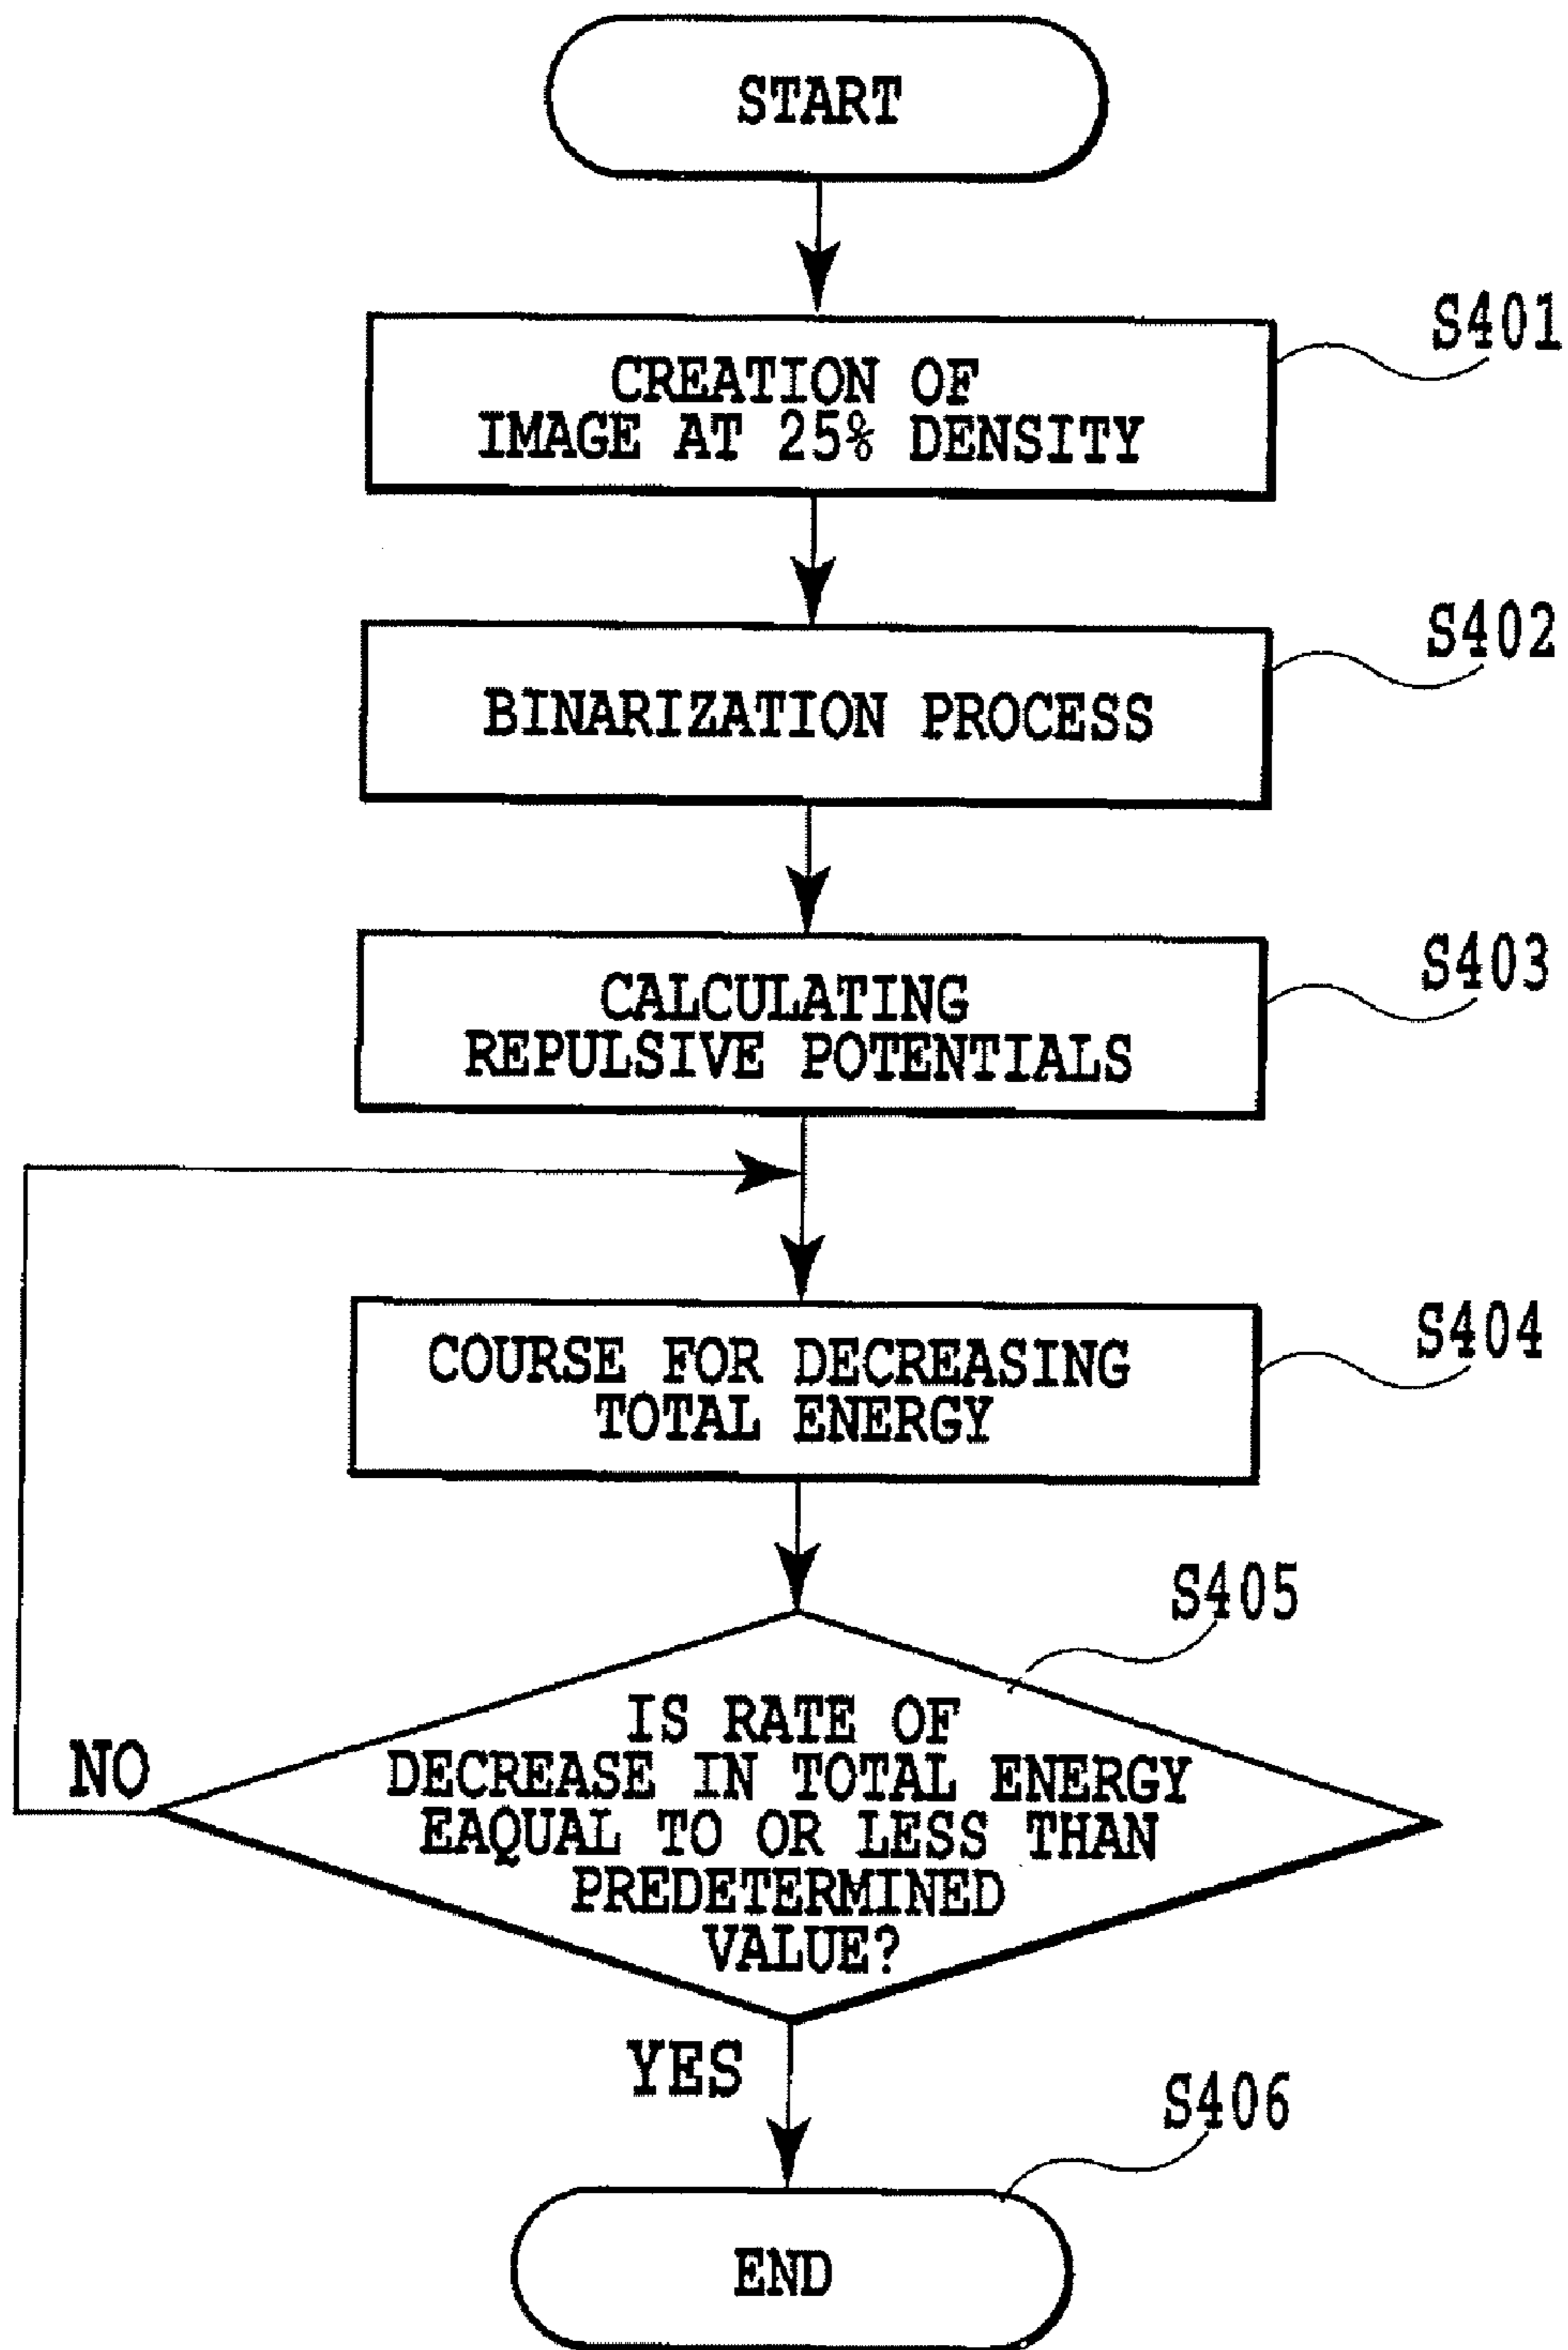 START
S401
CREATION OF
IMAGE AT 25% DENSITY
S402
BINARIZATION PROCESS
S403
CALCULATING
REPULSIVE POTENTIALS
S404
COURSE FOR DECREASING
TOTAL ENERGY
S405
IS RATE OF
DECREASE IN TOTAL ENERGY
EAQUAL TO OR LESS THAN
PREDETERMINED
VALUE?
NO
YES
S406
END